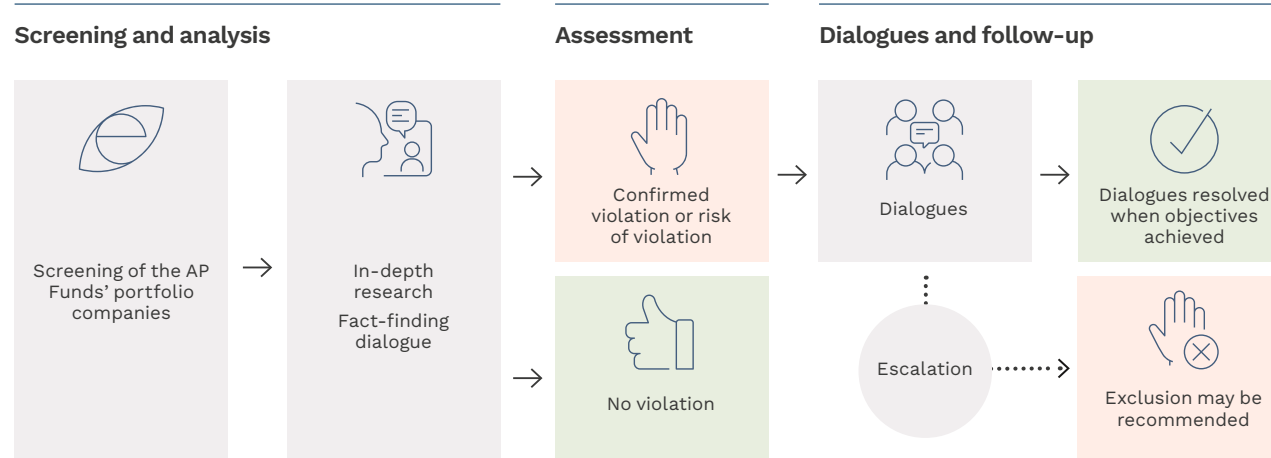 Screening and analysis
Assessment
Dialogues and follow-up
Screening of the AP
Funds’ portfolio
companies
In-depth
research
Fact-finding
dialogue
Confirmed
violation or risk
of violation
No violation
Dialogues
Escalation
Dialogues resolved
when objectives
achieved
Exclusion may be
recommended